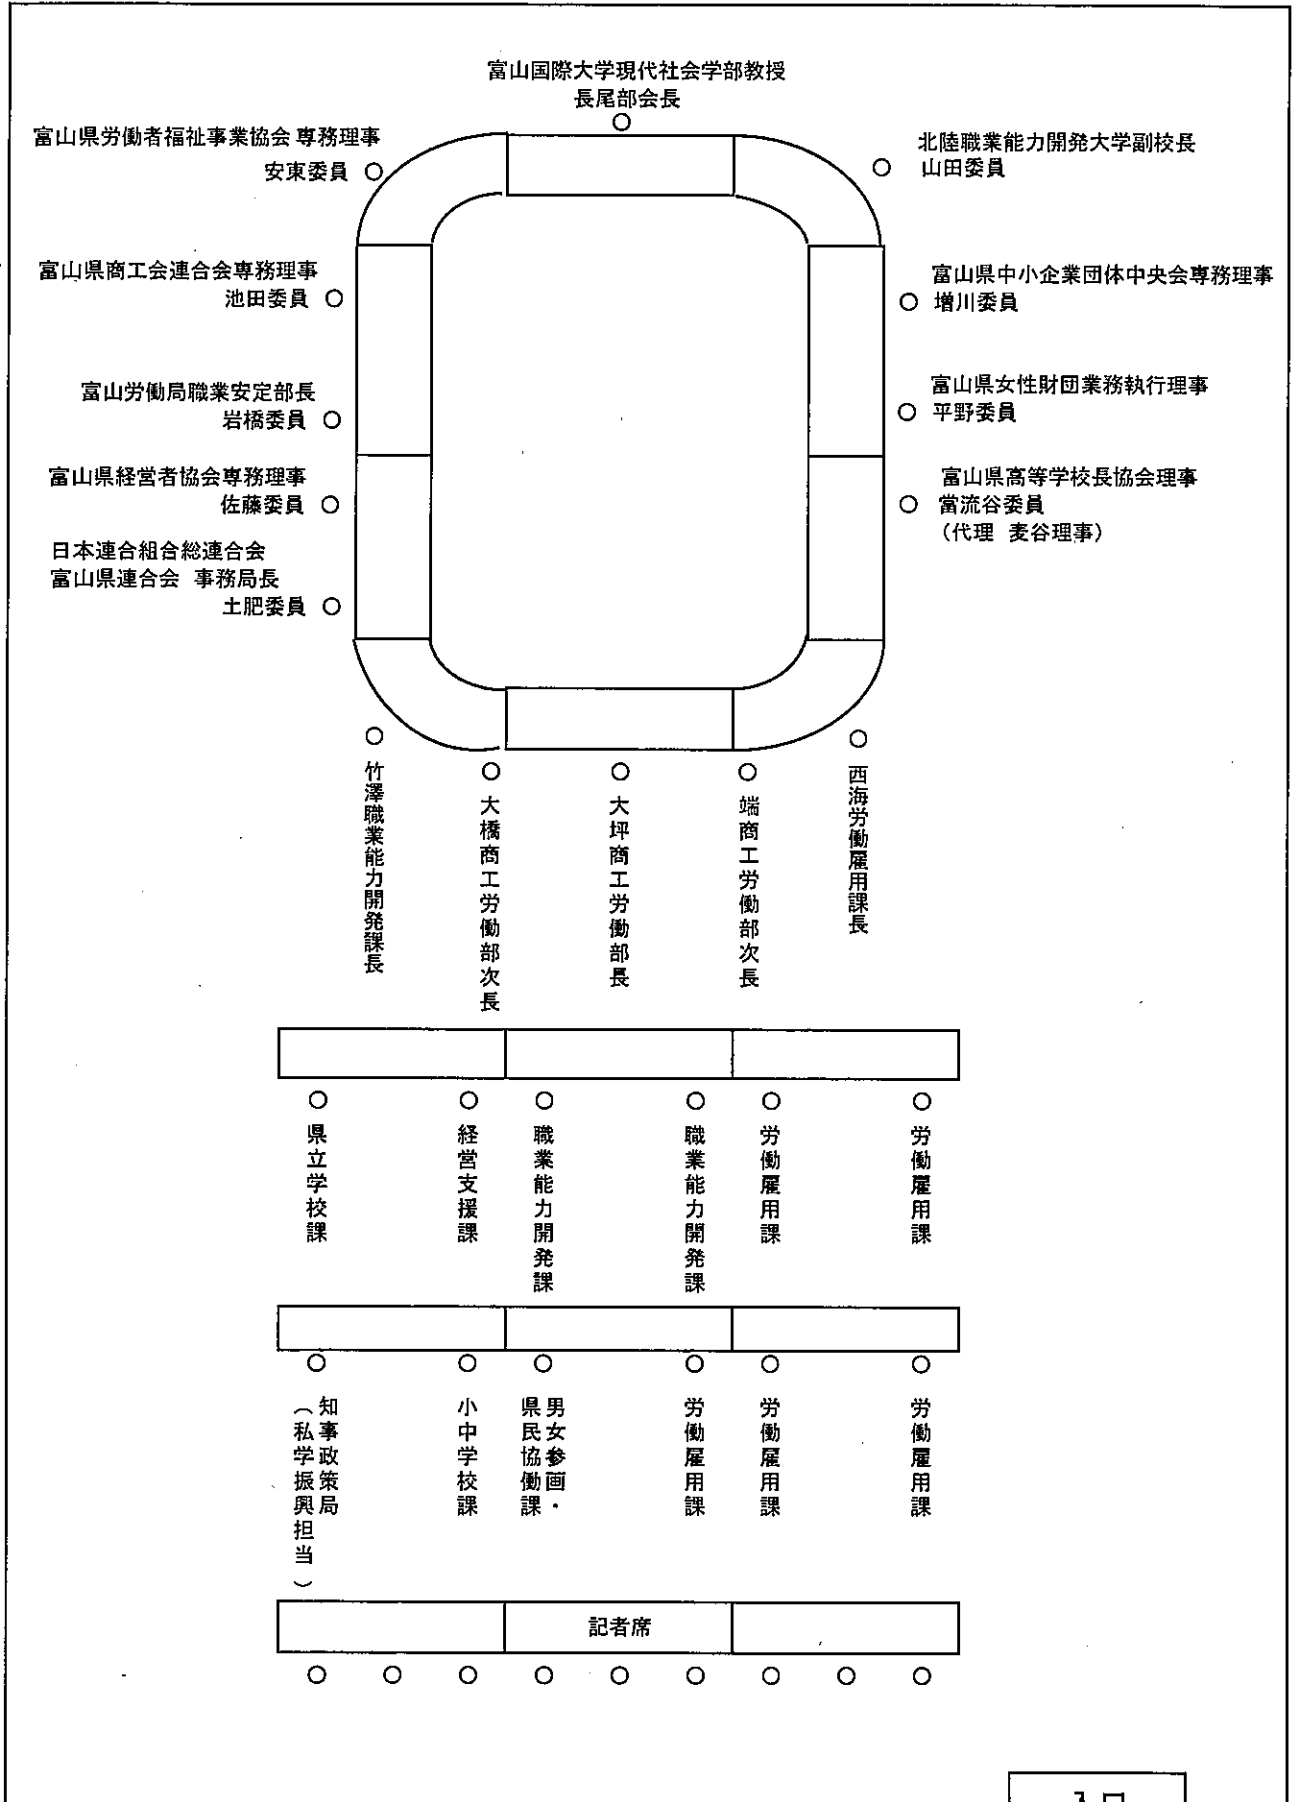 富山国際大学現代社会学部教授
長尾部会長
富山県労働者福祉事業協会 専務理事
安東委員
北陸職業能力開発大学副校長
山田委員
富山県商工会連合会専務理事
池田委員
富山県中小企業団体中央会専務理事
増川委員
富山労働局職業安定部長
岩橋委員
富山県女性財団業務執行理事
平野委員
富山県経営者協会専務理事
佐藤委員
富山県高等学校長協会理事
當流谷委員
(代理 麦谷理事)
日本連合組合総連合会
富山県連合会 事務局長
土肥委員
竹澤職業能力開発課長
大橋商工労働部次長
大坪商工労働部長
端商工労働部次長
西海労働雇用課長
県立学校課
経営支援課
職業能力開発課
職業能力開発課
労働雇用課
労働雇用課
知事政策局
(私学振興担当)
小中学校課
男女参画・
県民協働課
労働雇用課
労働雇用課
労働雇用課
記者席
入口